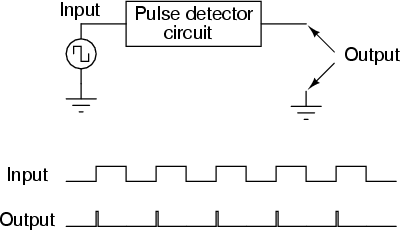 Input
Pulse detector
circuit
Output
Input
Output